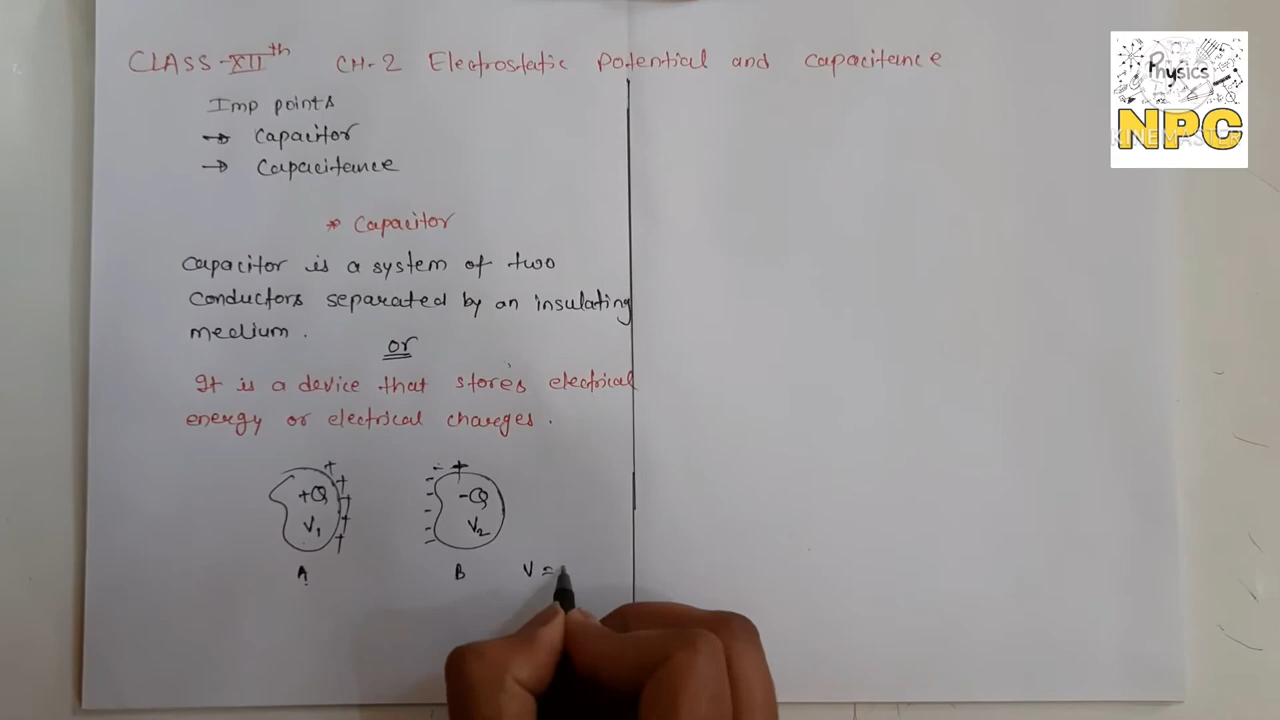 CLASS-XIIth CH-2 Electrostatic Potential and capacitance
Imp points
→ Capacitor
→ Capacitance
* Capacitor
Capacitor is a system of two
conductors separated by an insulating
medium.
or
It is a device that stores electrical
energy or electrical charges.
+Q
V1
A
-Q
V2
B
V =
Physics
NPC
KINEMASTER